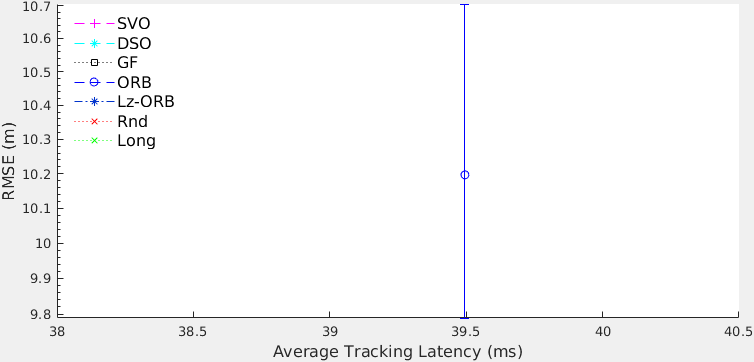 10.7
10.6
10.5
10.4
10.3
10.2
10.1
10
9.9
9.8
RMSE (m)
SVO
DSO
GF
ORB
Lz-ORB
Rnd
Long
38 38.5 39 39.5 40 40.5
Average Tracking Latency (ms)